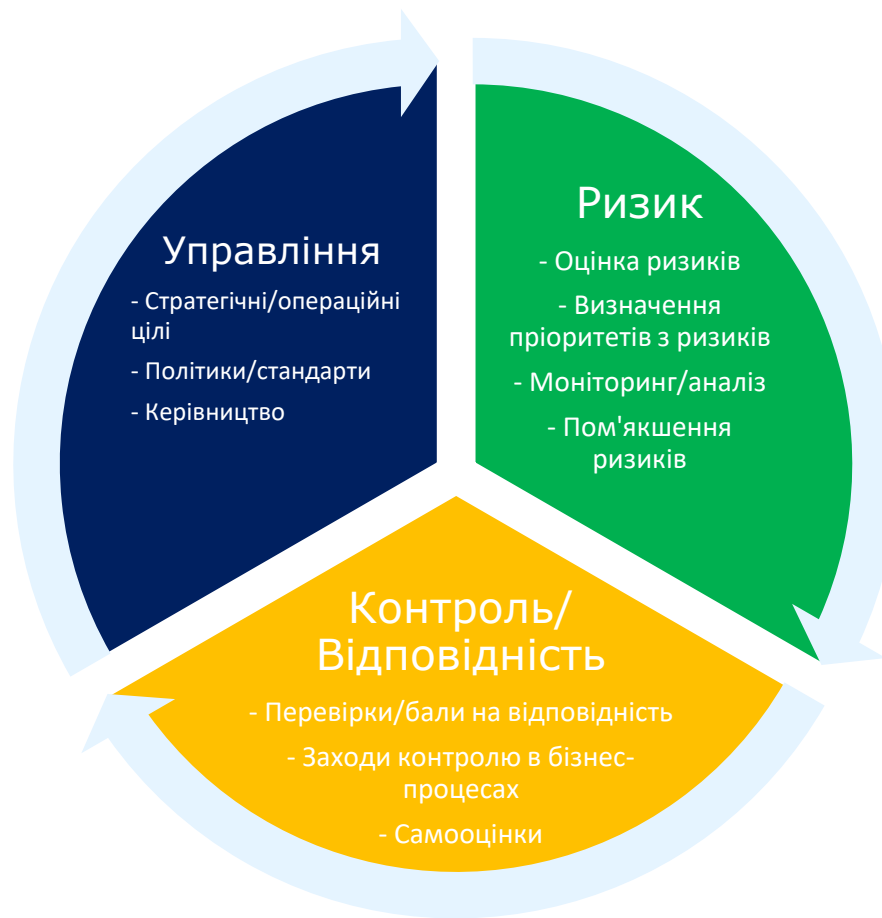 Управління
- Стратегічні/операційні
цілі
- Політики/стандарти
- Керівництво
Ризик
- Оцінка ризиків
- Визначення
пріоритетів з ризиків
- Моніторинг/аналіз
- Пом'якшення
ризиків
Контроль/
Відповідність
- Перевірки/бали на відповідність
- Заходи контролю в бізнес-
процесах
- Самооцінки